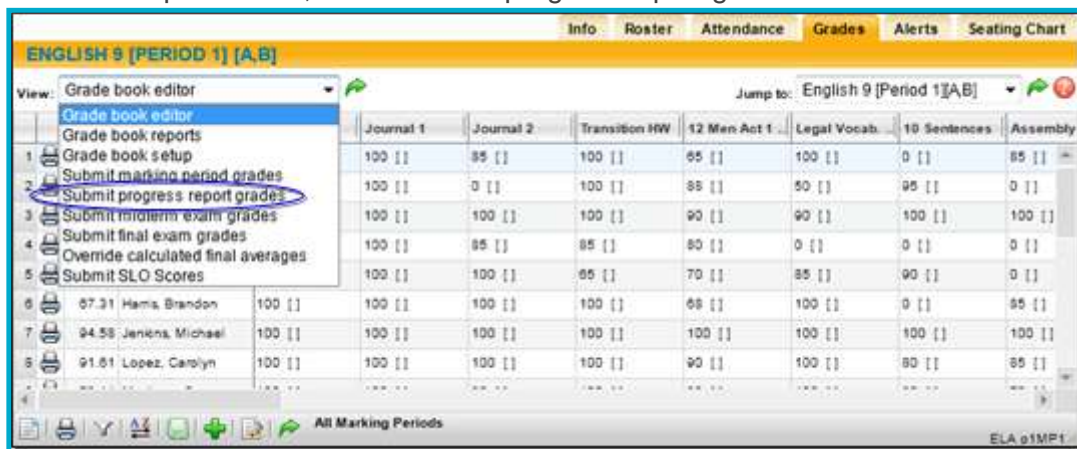 Info Roster Attendance Grades Alerts Seating Chart
ENGLISH 9 [PERIOD 1] [A,B]
View: Grade book editor Jump to: English 9 [Period 1][A,B]
Grade book editor
Grade book reports
Grade book setup
Submit marking period grades
Submit progress report grades
Submit midterm exam grades
Submit final exam grades
Override calculated final averages
Submit SLO Scores
Journal 1 Journal 2 Transition HW 12 Men Act 1 .. Legal Vocab. .. 10 Sentences Assembly
1 100 [] 85 [] 100 [] 65 [] 100 [] 0 [] 85 []
2 100 [] 0 [] 100 [] 88 [] 50 [] 95 [] 0 []
3 100 [] 100 [] 100 [] 90 [] 90 [] 100 [] 100 []
4 100 [] 85 [] 85 [] 80 [] 0 [] 0 [] 0 []
5 100 [] 100 [] 65 [] 70 [] 85 [] 90 [] 0 []
6 67.31 Harris, Brandon 100 [] 100 [] 100 [] 100 [] 68 [] 100 [] 0 [] 85 []
7 94.58 Jenkins, Michael 100 [] 100 [] 100 [] 100 [] 100 [] 100 [] 100 [] 100 []
8 91.61 Lopez, Carolyn 100 [] 100 [] 100 [] 100 [] 90 [] 100 [] 80 [] 85 []
All Marking Periods
ELA p1MP1